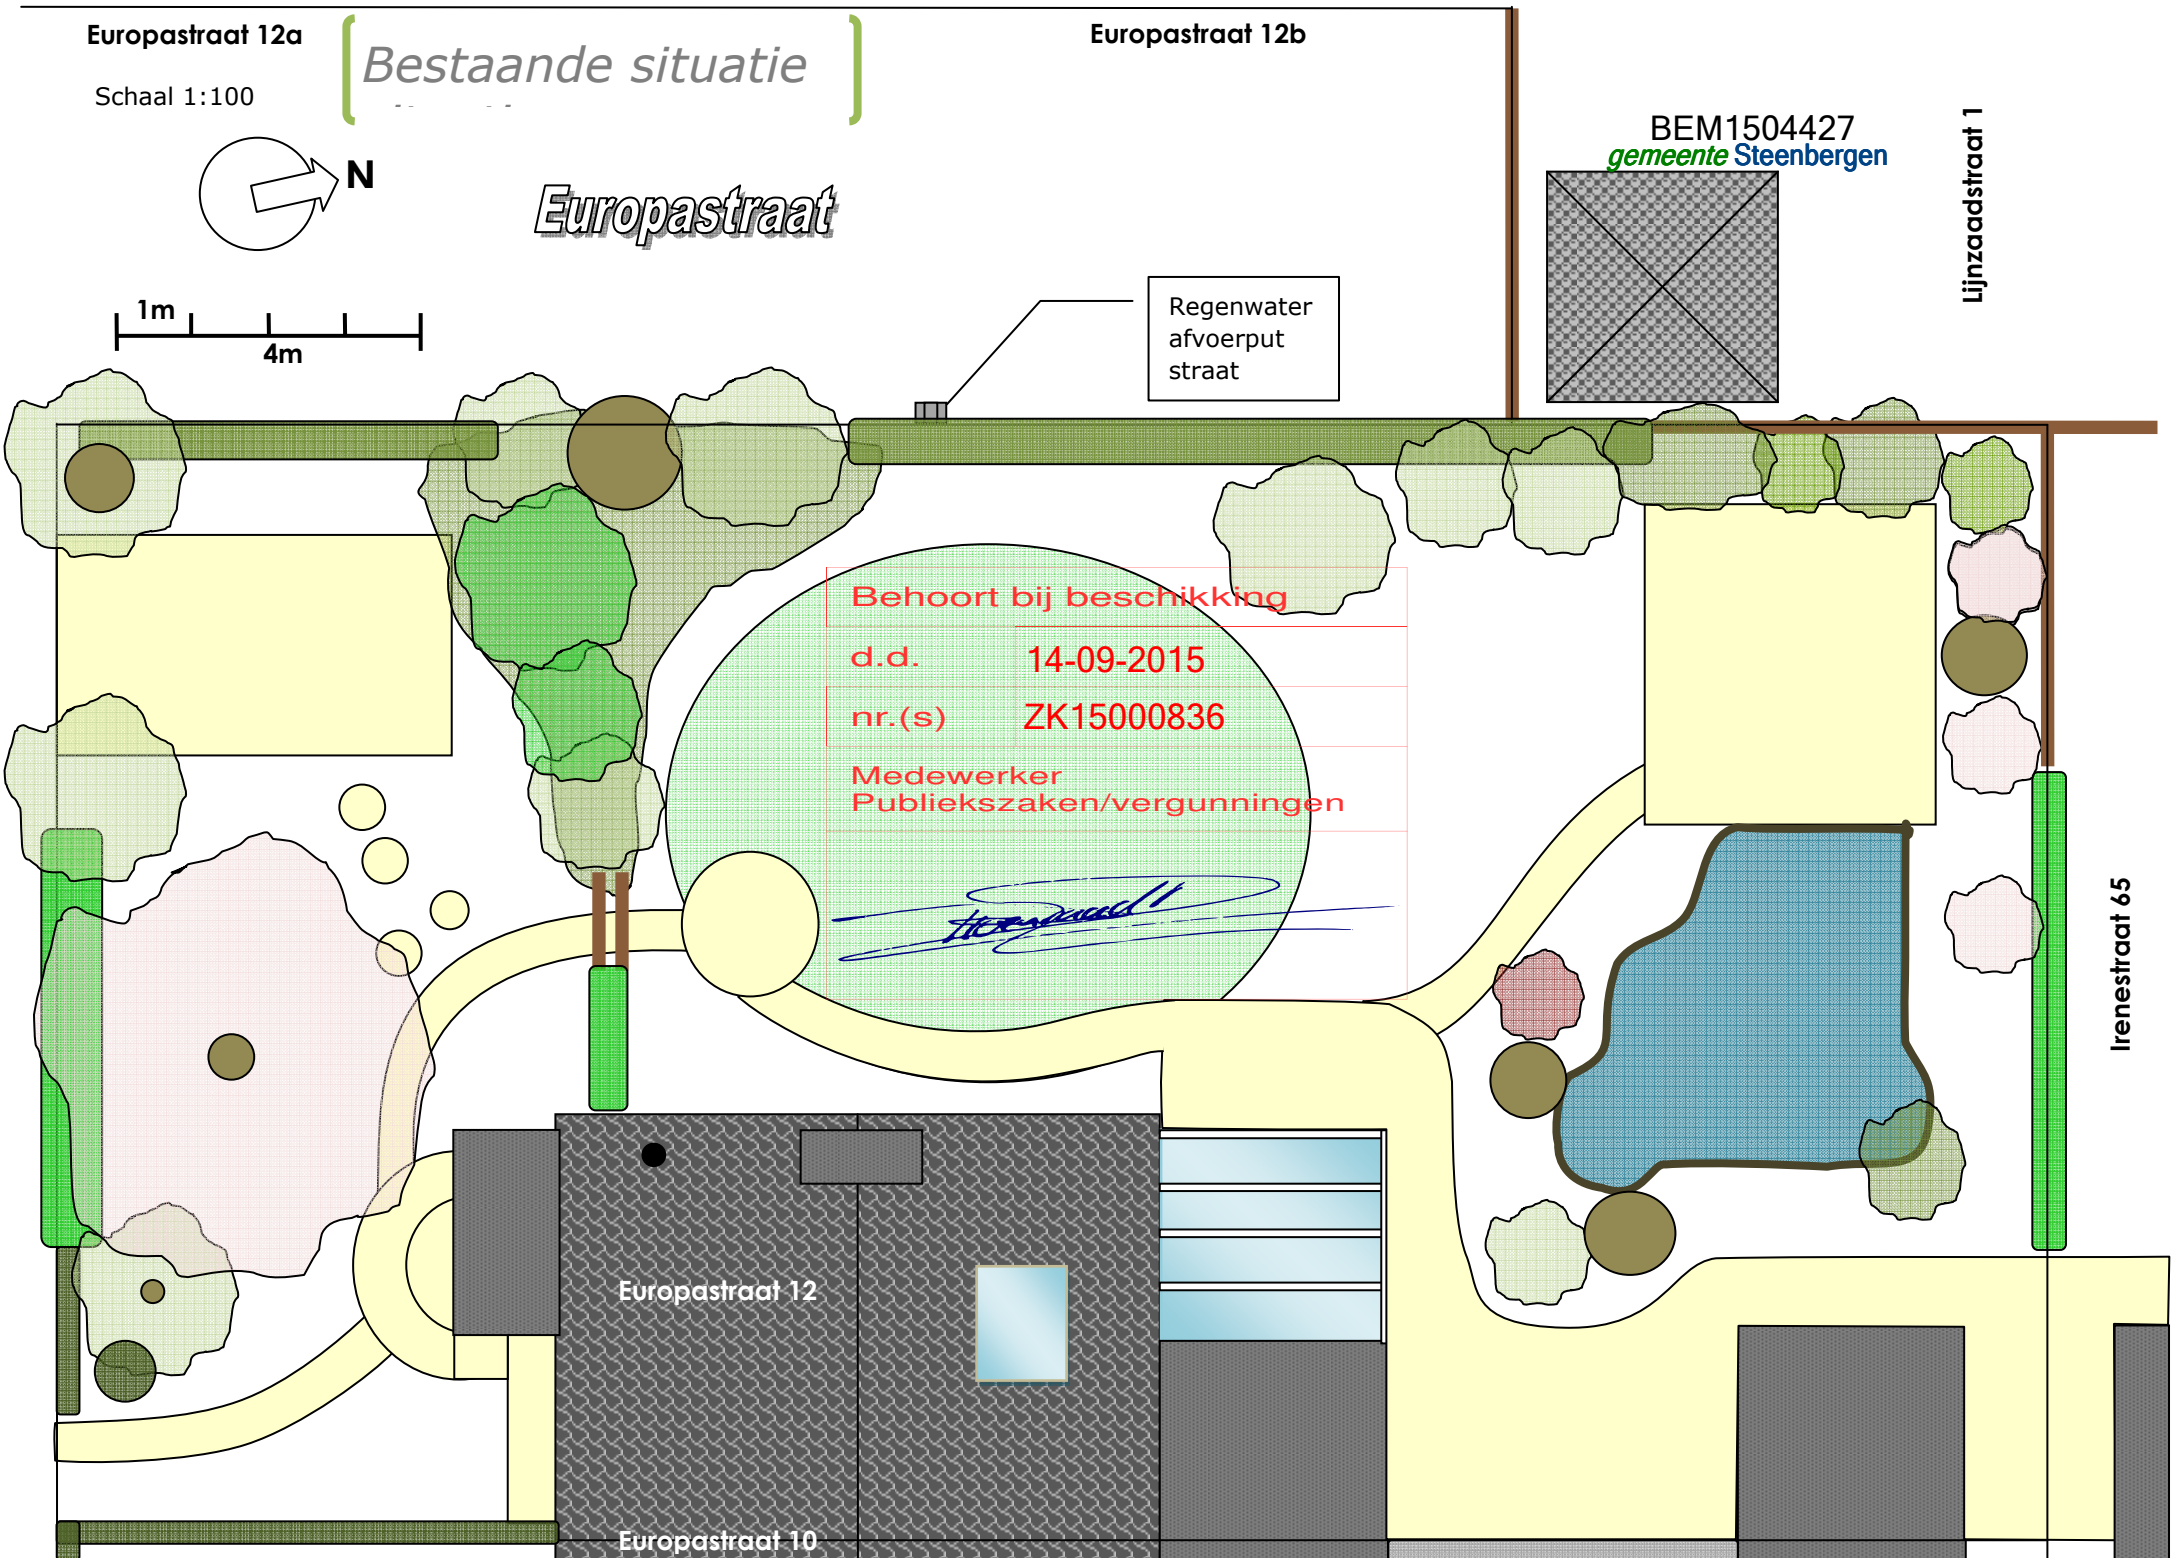 Europastraat 12a
Bestaande situatie
Europastraat 12b
Schaal 1:100
BEM1504427
gemeente Steenbergen
Lijnzaadstraat 1
N
Europastraat
1m
4m
Regenwater
afvoerput
straat
Behoort bij beschikking
d.d. 14-09-2015
nr.(s) ZK15000836
Medewerker
Publiekszaken/vergunningen
Irenestraat 65
Europastraat 12
Europastraat 10